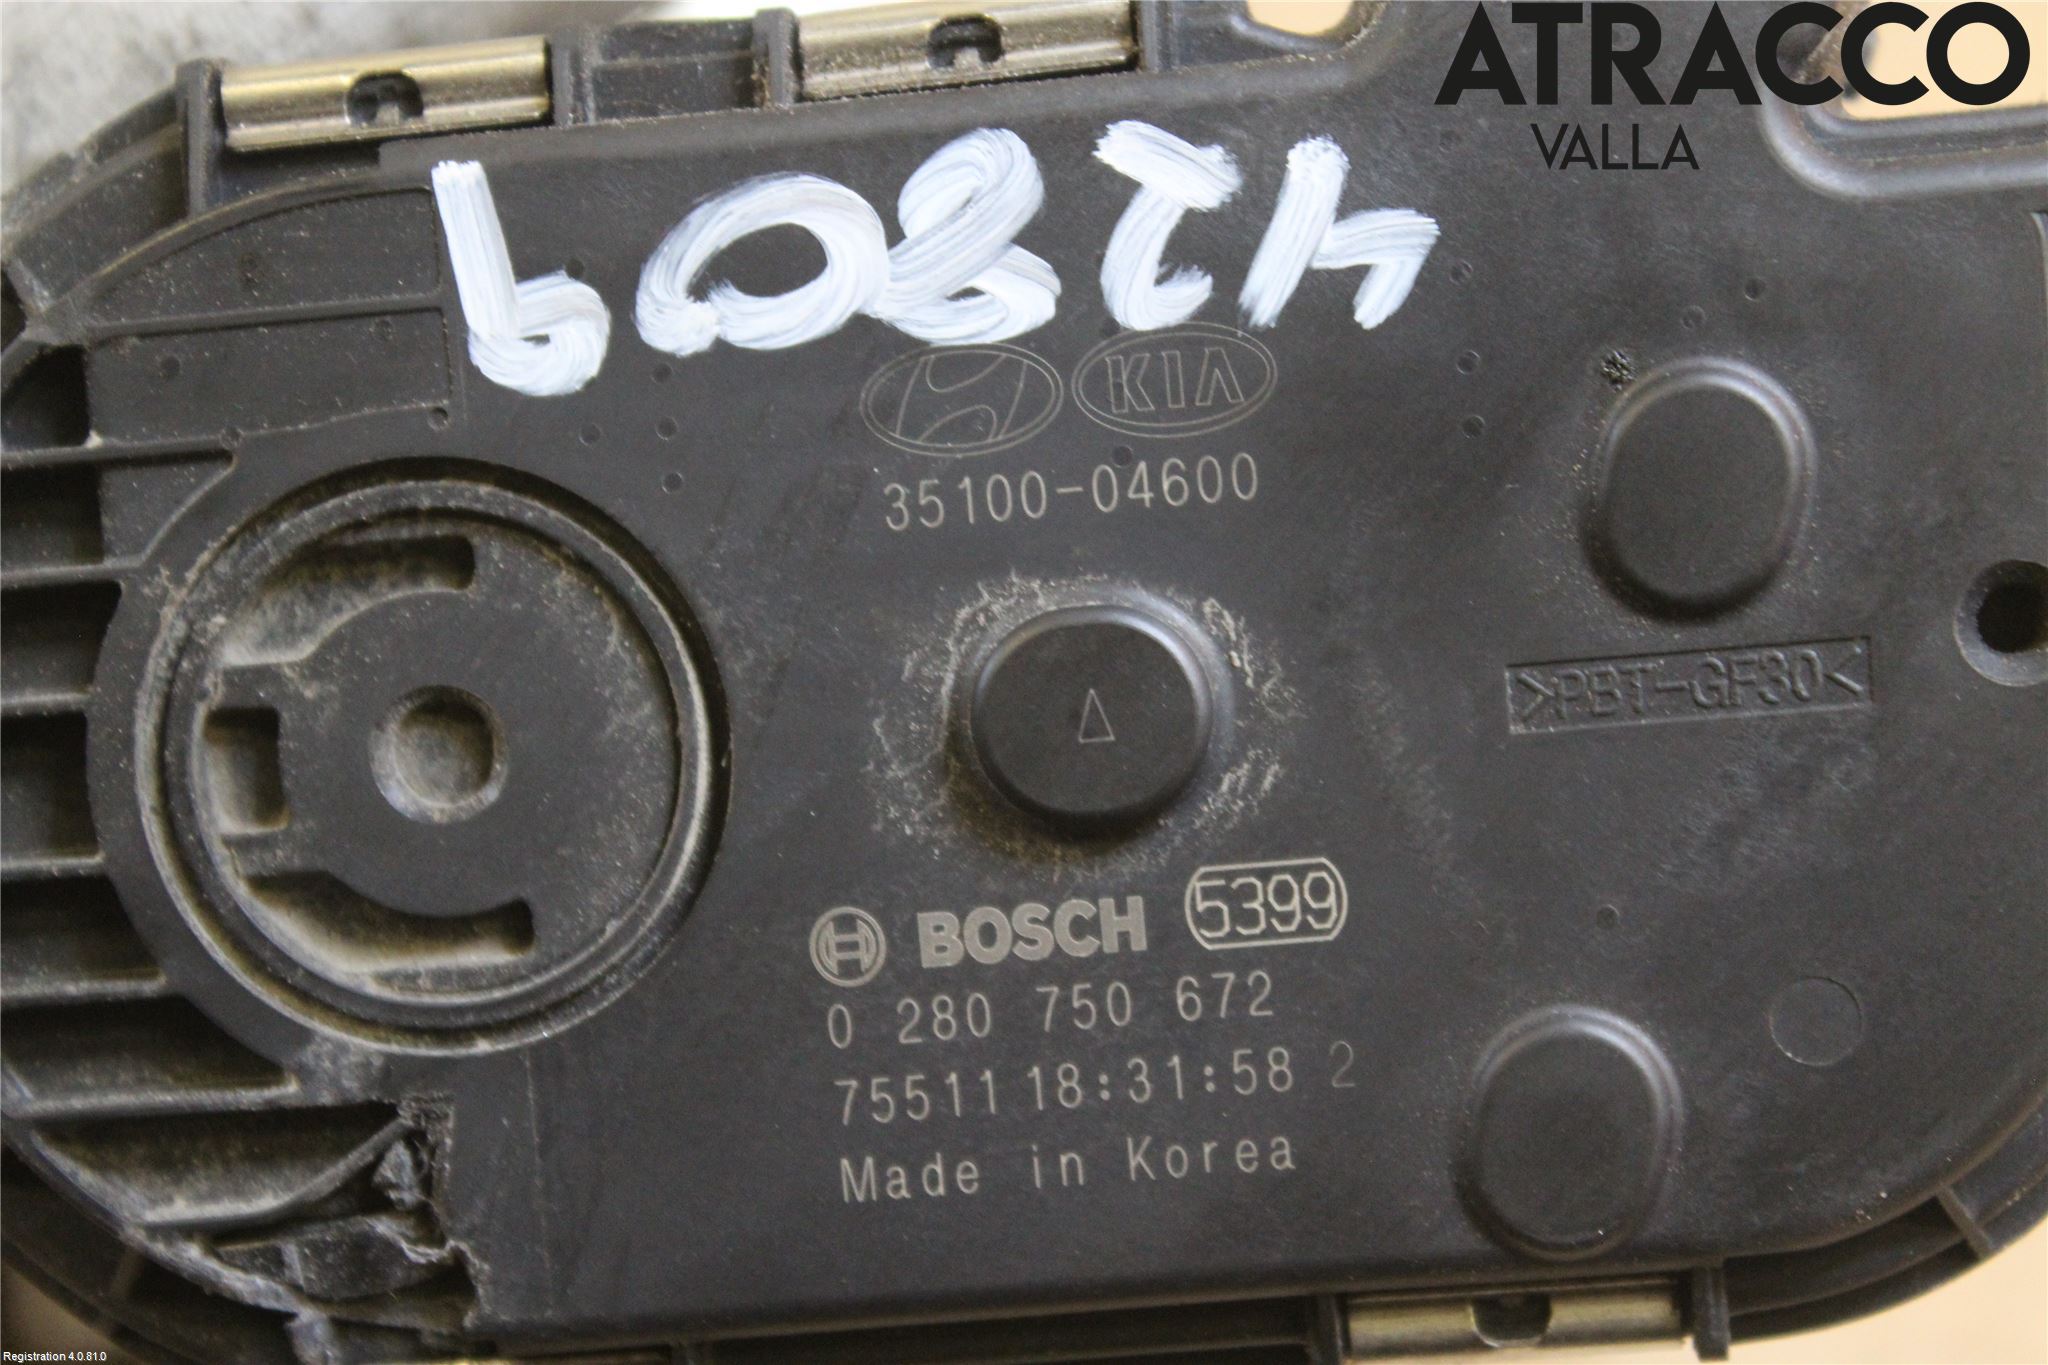 ATRACCO
VALLA
42809
KIA
35100-04600
>PBT-GF30<
BOSCH 5399
0 280 750 672
75511 18:31:58 2
Made in Korea
Registration 4.0.81.0